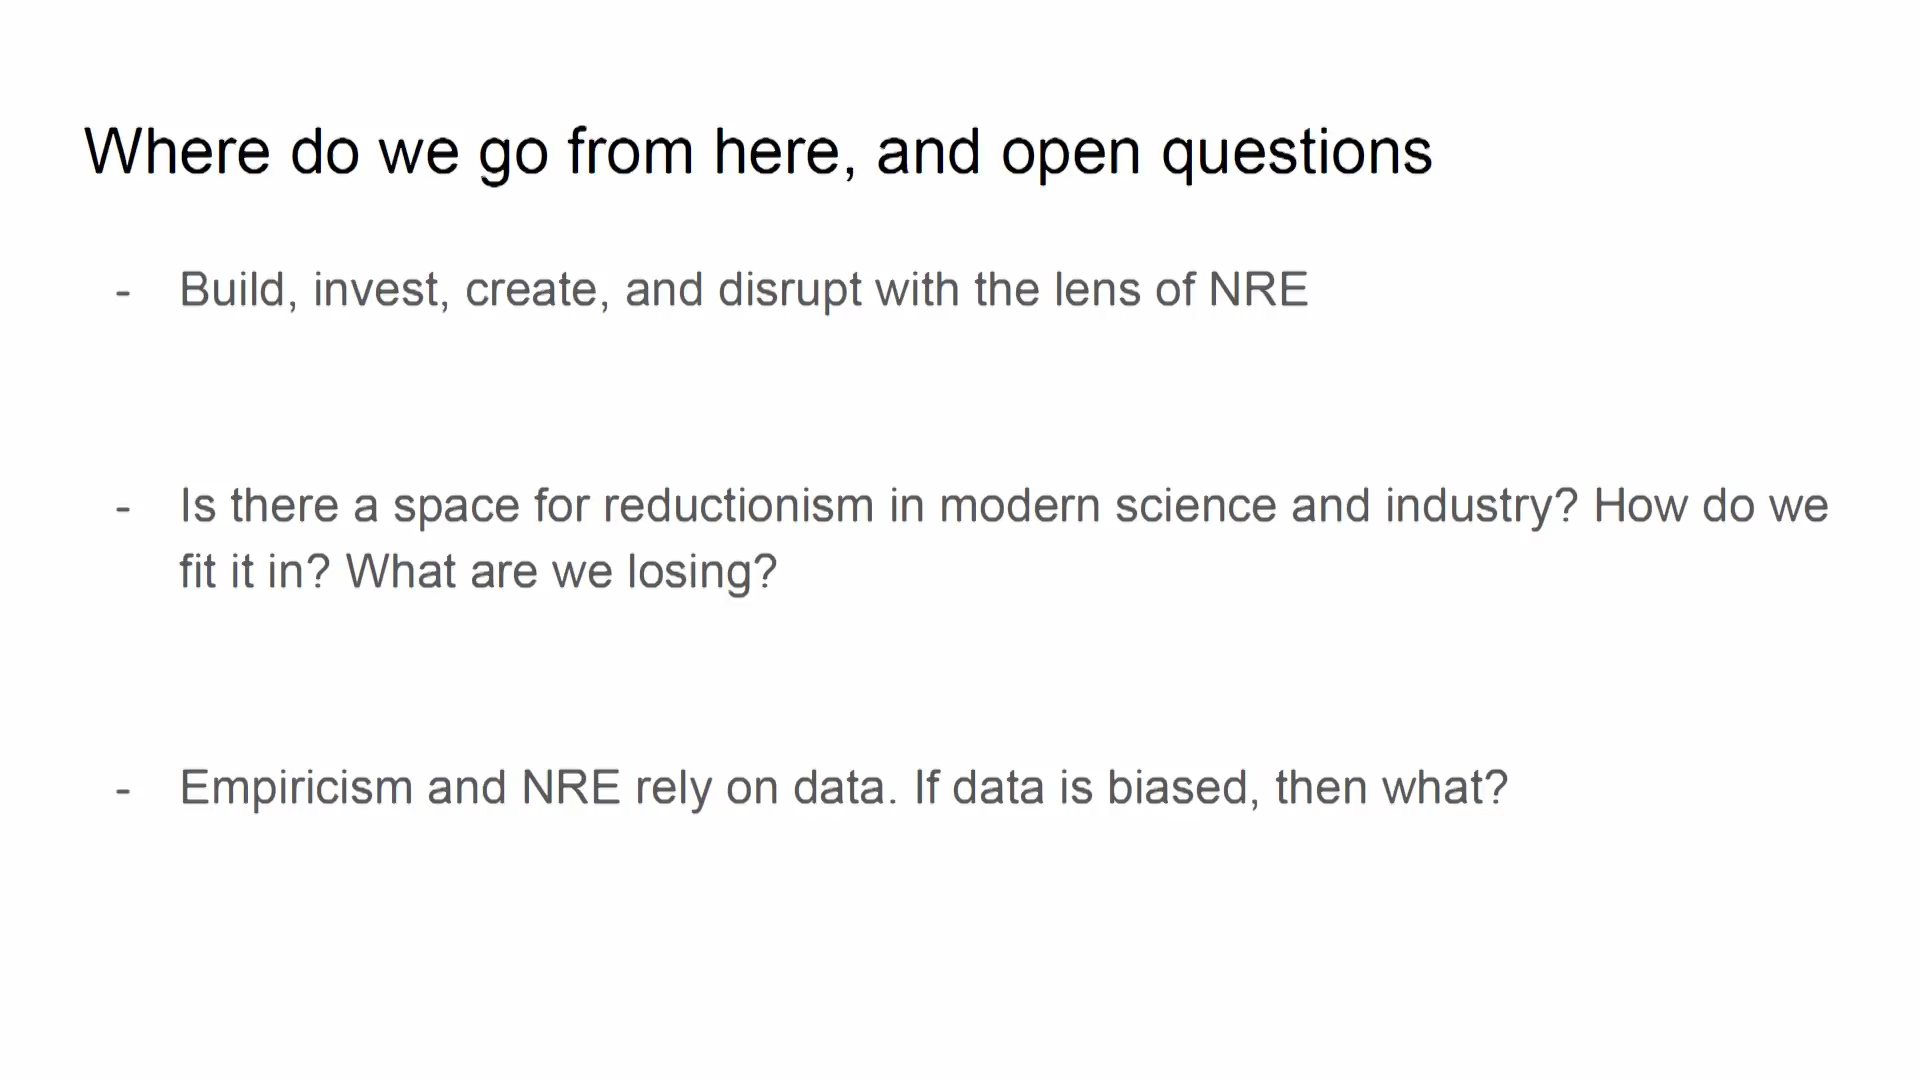 Where do we go from here, and open questions
- Build, invest, create, and disrupt with the lens of NRE
- Is there a space for reductionism in modern science and industry? How do we
fit it in? What are we losing?
- Empiricism and NRE rely on data. If data is biased, then what?